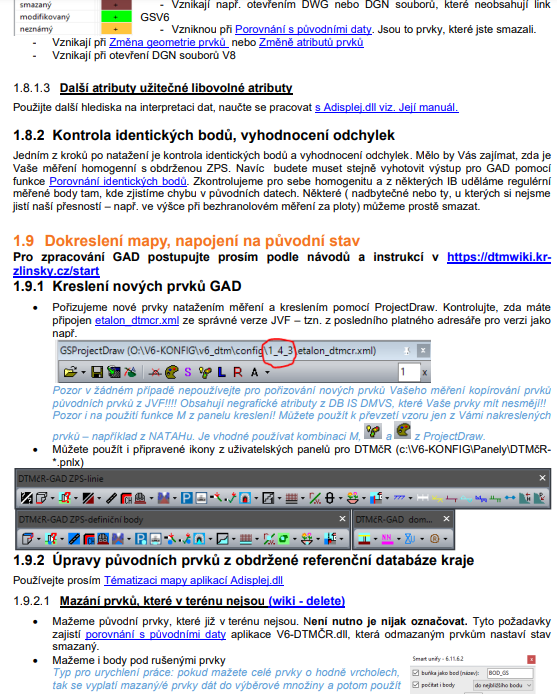 smazaný + - Vznikají např. otevřením DWG nebo DGN souborů, které neobsahují link
modifikovaný + GSV6
neznámý + - Vzniknou při Porovnání s původními daty. Jsou to prvky, které jste smazali.
- Vznikají při Změna geometrie prvků nebo Změně atributů prvků
- Vznikají při otevření DGN souborů V8
1.8.1.3 Další atributy užitečné libovolné atributy
Použijte další hlediska na interpretaci dat, naučte se pracovat s Adisplej.dll viz. Její manuál.
1.8.2 Kontrola identických bodů, vyhodnocení odchylek
Jedním z kroků po natažení je kontrola identických bodů a vyhodnocení odchylek. Mělo by Vás zajímat, zda je
Vaše měření homogenní s obdrženou ZPS. Navíc budete muset stejně vyhotovit výstup pro GAD pomocí
funkce Porovnání identických bodů. Zkontrolujeme pro sebe homogenitu a z některých IB uděláme regulérní
měřené body tam, kde zjistíme chybu v původních datech. Některé ( nadbytečné nebo ty, u kterých si nejsme
jistí naší přesností – např. ve výšce při bezhranolovém měření za ploty) můžeme prostě smazat.
1.9 Dokreslení mapy, napojení na původní stav
Pro zpracování GAD postupujte prosím podle návodů a instrukcí v https://dtmwiki.kr-
zlinsky.cz/start
1.9.1 Kreslení nových prvků GAD
• Pořizujeme nové prvky natažením měření a kreslením pomocí ProjectDraw. Kontrolujte, zda máte
připojen etalon_dtmcr.xml ze správné verze JVF – tzn. z posledního platného adresáře pro verzi jako
např.
GSProjectDraw (O:\V6-KONFIG\v6_dtm\config\1_4_3\etalon_dtmcr.xml) x
S L R A 1 x
Pozor v žádném případě nepoužívejte pro pořizování nových prvků Vašeho měření kopírování prvků
původních prvků z JVF!!!! Obsahují negrafické atributy z DB IS DMVS, které Vaše prvky mít nesmějí!!
Pozor i na použití funkce M z panelu kreslení! Můžete použít k převzetí vzoru jen z Vámi nakreslených
prvků – například z NATAHu. Je vhodné používat kombinaci M, a z ProjectDraw.
• Můžete použít i připravené ikony z uživatelských panelů pro DTMčR (c:\V6-KONFIG\Panely\DTMčR-
*.pnlx)
DTMčR-GAD ZPS-linie
DTMčR-GAD ZPS-definiční body x DTMčR-GAD dom... x
1.9.2 Úpravy původních prvků z obdržené referenční databáze kraje
Používejte prosím Tématizaci mapy aplikací Adisplej.dll
1.9.2.1 Mazání prvků, které v terénu nejsou (wiki - delete)
• Mažeme původní prvky, které již v terénu nejsou. Není nutno je nijak označovat. Tyto požadavky
zajistí porovnání s původními daty aplikace V6-DTMČR.dll, která odmazaným prvkům nastaví stav
smazaný.
• Mažeme i body pod rušenými prvky
Typ pro urychlení práce: pokud mažete celé prvky o hodně vrcholech,
tak se vyplatí mazaný/é prvky dát do výběrové množiny a potom použít
Smart unify - 6.11.6.2
buňka jako bod (název): BOD_GS
počítat i body do nejbližšího bodu